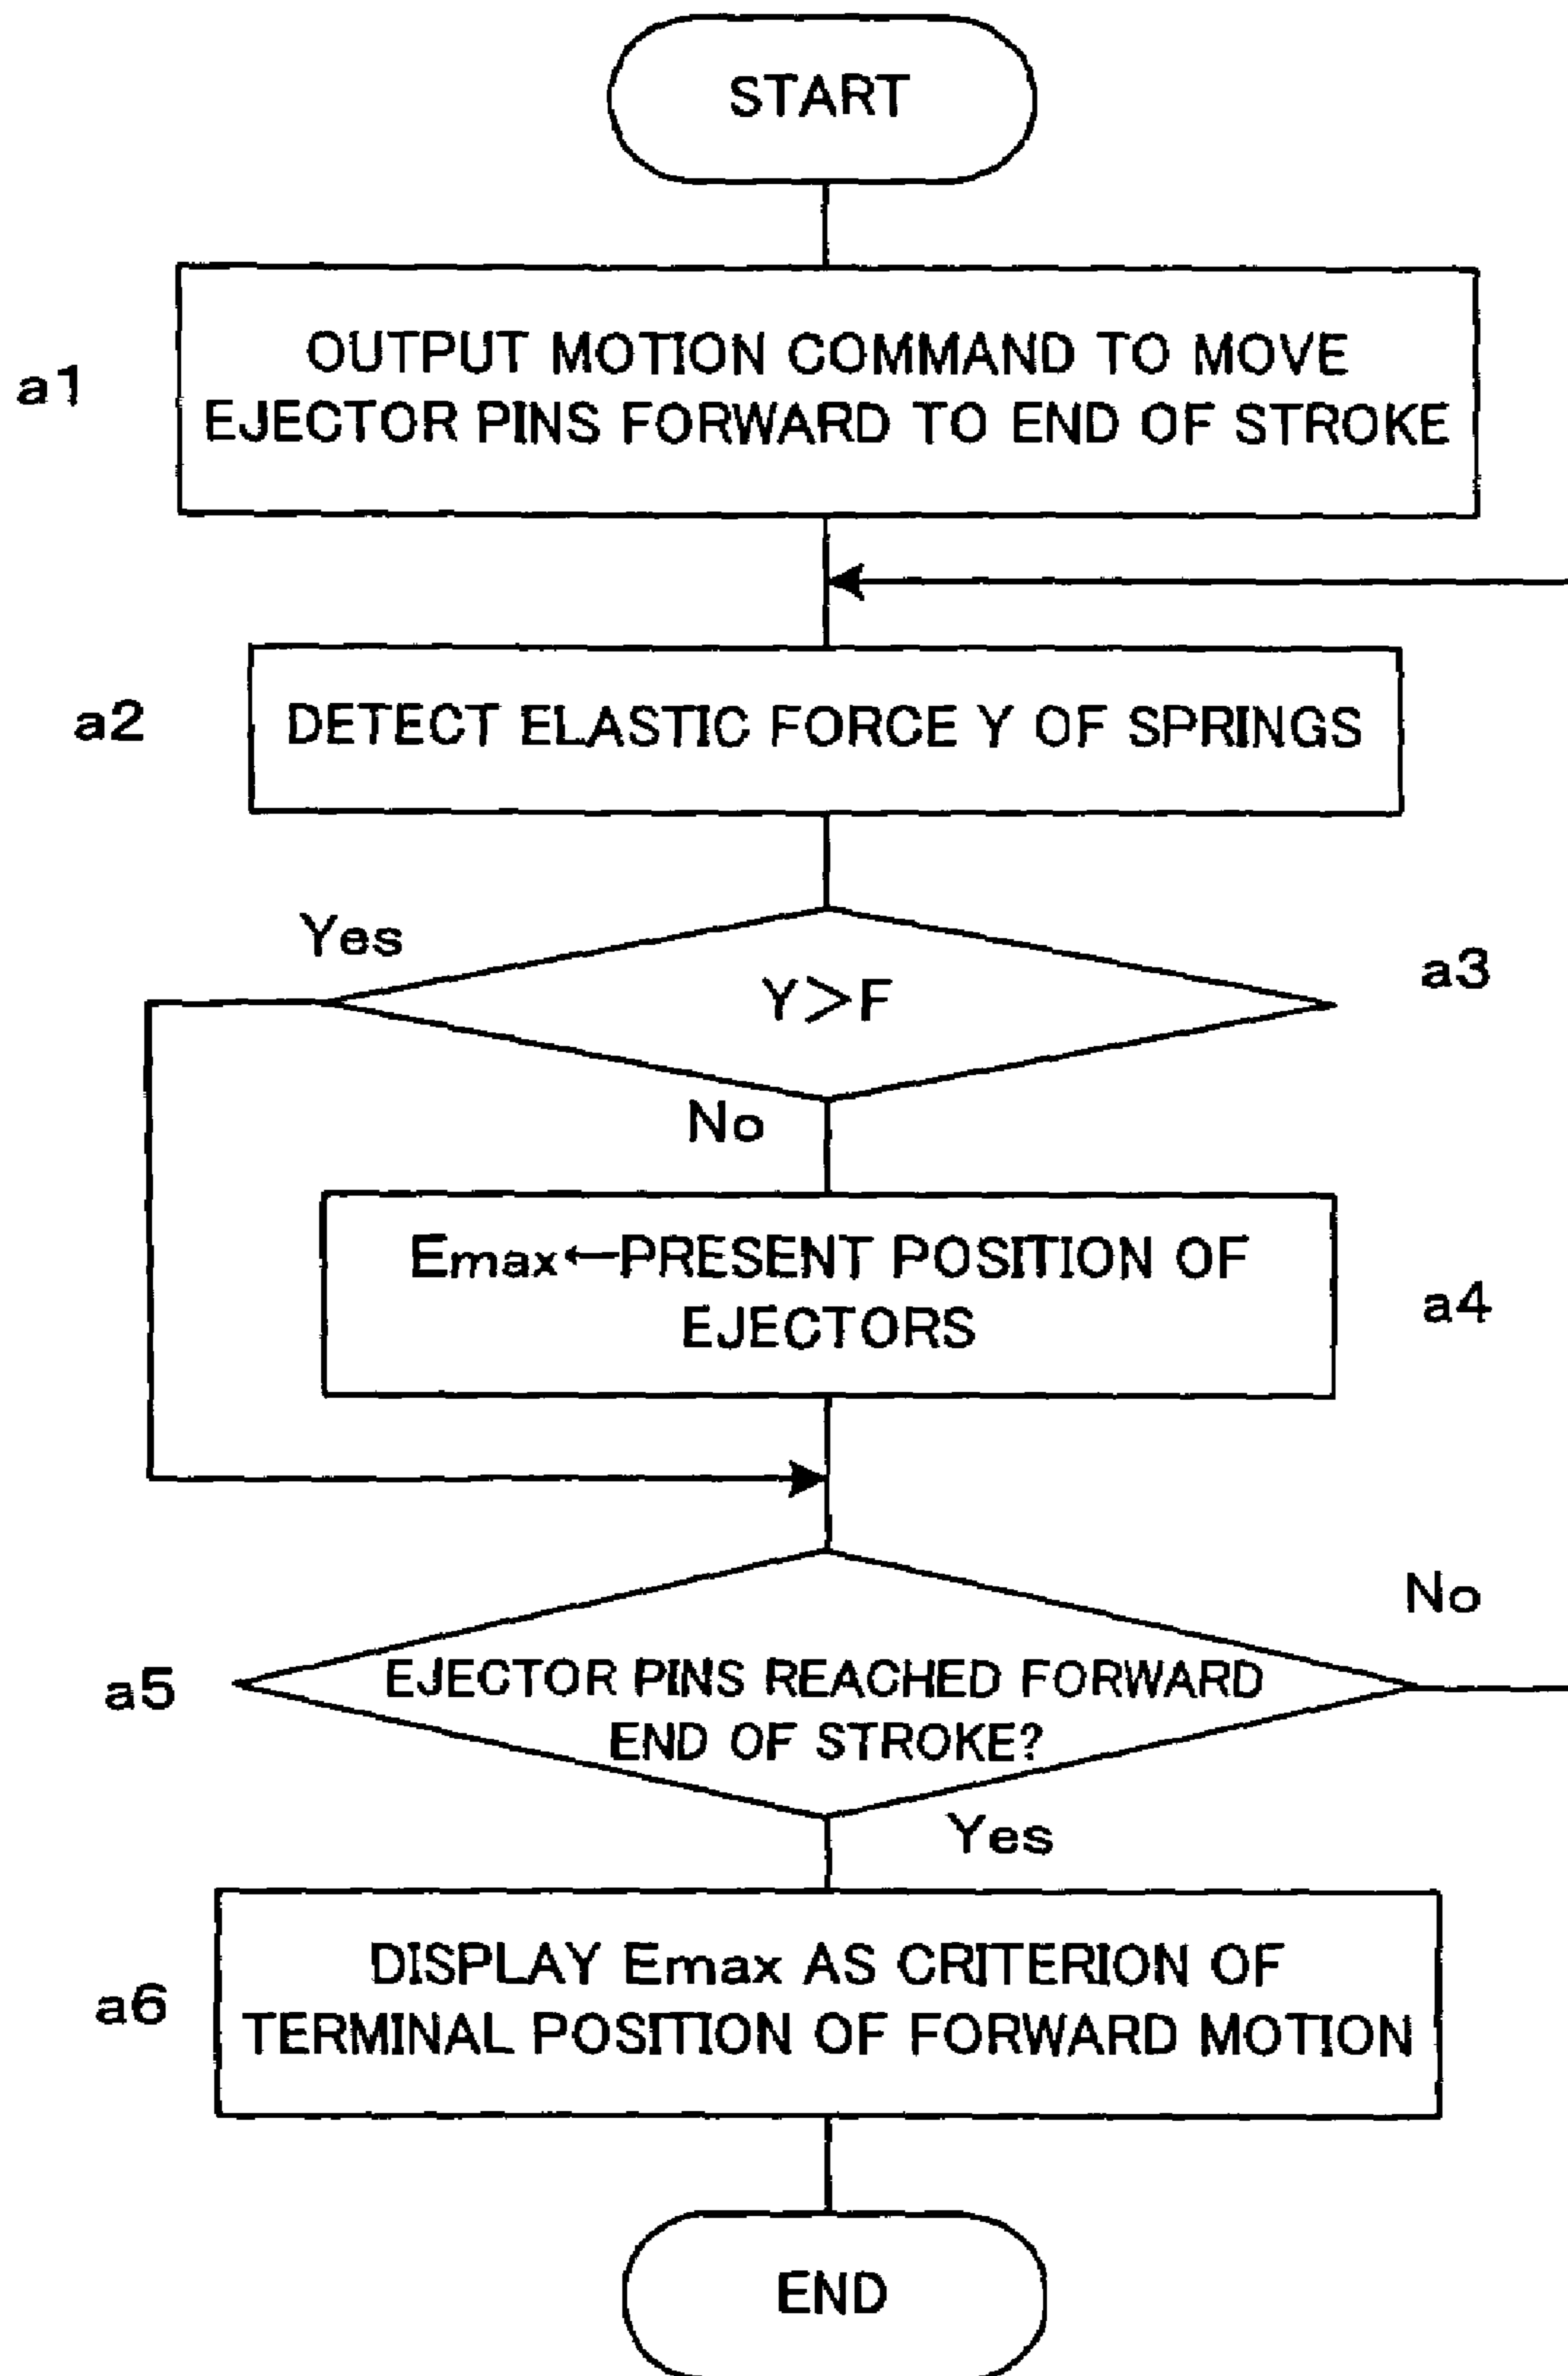 START
a1
OUTPUT MOTION COMMAND TO MOVE
EJECTOR PINS FORWARD TO END OF STROKE
a2
DETECT ELASTIC FORCE Y OF SPRINGS
Yes
Y>F
a3
No
Emax←PRESENT POSITION OF
EJECTORS
a4
No
a5
EJECTOR PINS REACHED FORWARD
END OF STROKE?
Yes
a6
DISPLAY Emax AS CRITERION OF
TERMINAL POSITION OF FORWARD MOTION
END